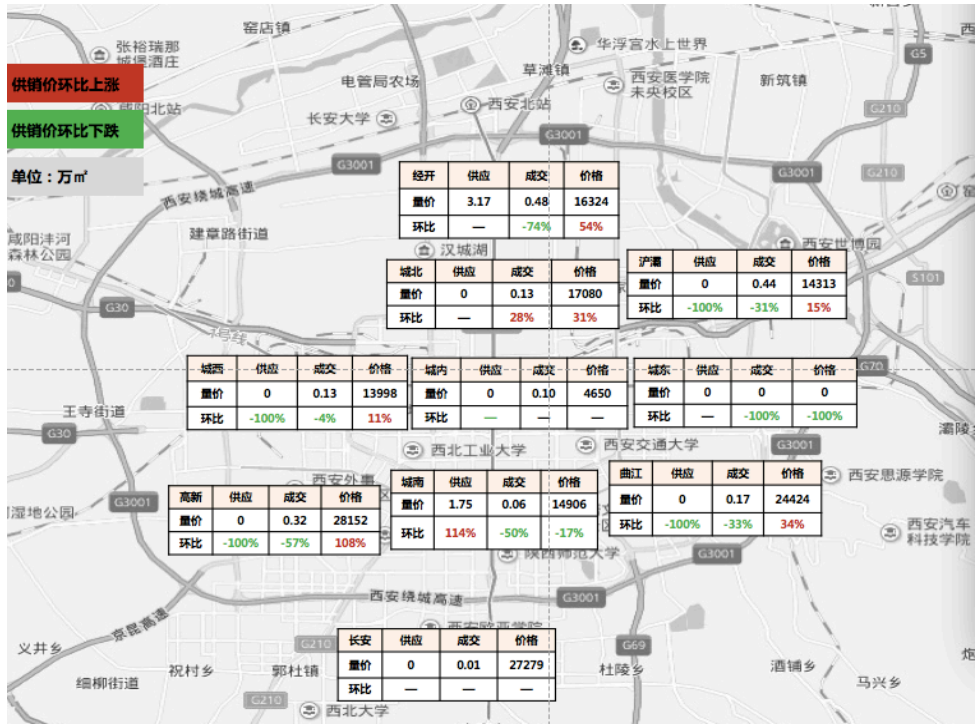 窑店镇
张裕瑞那
城堡酒庄
华浮宫水上世界
G5
供销价环比上涨
电管局农场
草滩镇
西安医学院
未央校区
新筑镇
咸阳北站
长安大学
西安北站
G210
供销价环比下跌
G3001
G3001
G3001
G210
单位：万㎡
西安绕城高速
经开 供应 成交 价格
量价 3.17 0.48 16324
环比 — -74% 54%
咸阳沣河
森林公园
建章路街道
汉城湖
西安世博园
城北 供应 成交 价格
量价 0 0.13 17080
环比 — 28% 31%
浐灞 供应 成交 价格
量价 0 0.44 14313
环比 -100% -31% 15%
S101
G30
1号线
城西 供应 成交 价格
量价 0 0.13 13998
环比 -100% -4% 11%
城内 供应 成交 价格
量价 0 0.10 4650
环比 — — —
城东 供应 成交 价格
量价 0 0 0
环比 — -100% -100%
G70
王寺街道
G30
西北工业大学
西安交通大学
G3001
灞陵乡
西安外事
西安思源学院
高新 供应 成交 价格
量价 0 0.32 28152
环比 -100% -57% 108%
城南 供应 成交 价格
量价 1.75 0.06 14906
环比 114% -50% -17%
曲江 供应 成交 价格
量价 0 0.17 24424
环比 -100% -33% 34%
G3001
湿地公园
西安汽车
科技学院
陕西师范大学
G3001
西安绕城高速
G3001
京昆高速
西安欧亚学院
义井乡
G210
G69
长安 供应 成交 价格
量价 0 0.01 27279
环比 — — —
祝村乡
郭杜镇
杜陵乡
酒铺乡
细柳街道
马兴乡
G210
西北大学